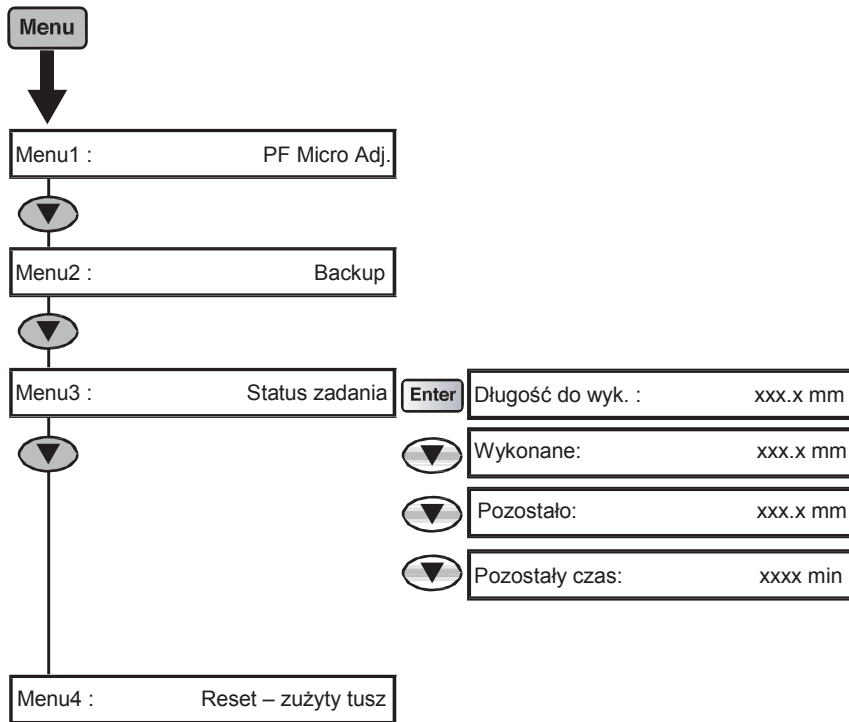 Menu
Menu1 : PF Micro Adj.
Menu2 : Backup
Menu3 : Status zadania Enter Długość do wyk. : xxx.x mm
Wykonane: xxx.x mm
Pozostało: xxx.x mm
Pozostały czas: xxxx min
Menu4 : Reset – zużyty tusz